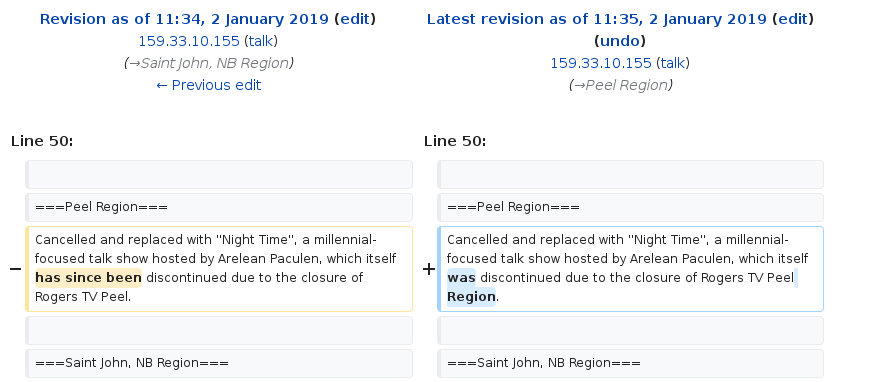 Revision as of 11:34, 2 January 2019 (edit)
159.33.10.155 (talk)
(→Saint John, NB Region)
← Previous edit
Latest revision as of 11:35, 2 January 2019 (edit)
(undo)
159.33.10.155 (talk)
(→Peel Region)
Line 50:
Line 50:
===Peel Region===
===Peel Region===
− Cancelled and replaced with "Night Time", a millennial-
focused talk show hosted by Arelean Paculen, which itself
has since been discontinued due to the closure of
Rogers TV Peel.
+ Cancelled and replaced with "Night Time", a millennial-
focused talk show hosted by Arelean Paculen, which itself
was discontinued due to the closure of Rogers TV Peel
Region.
===Saint John, NB Region===
===Saint John, NB Region===